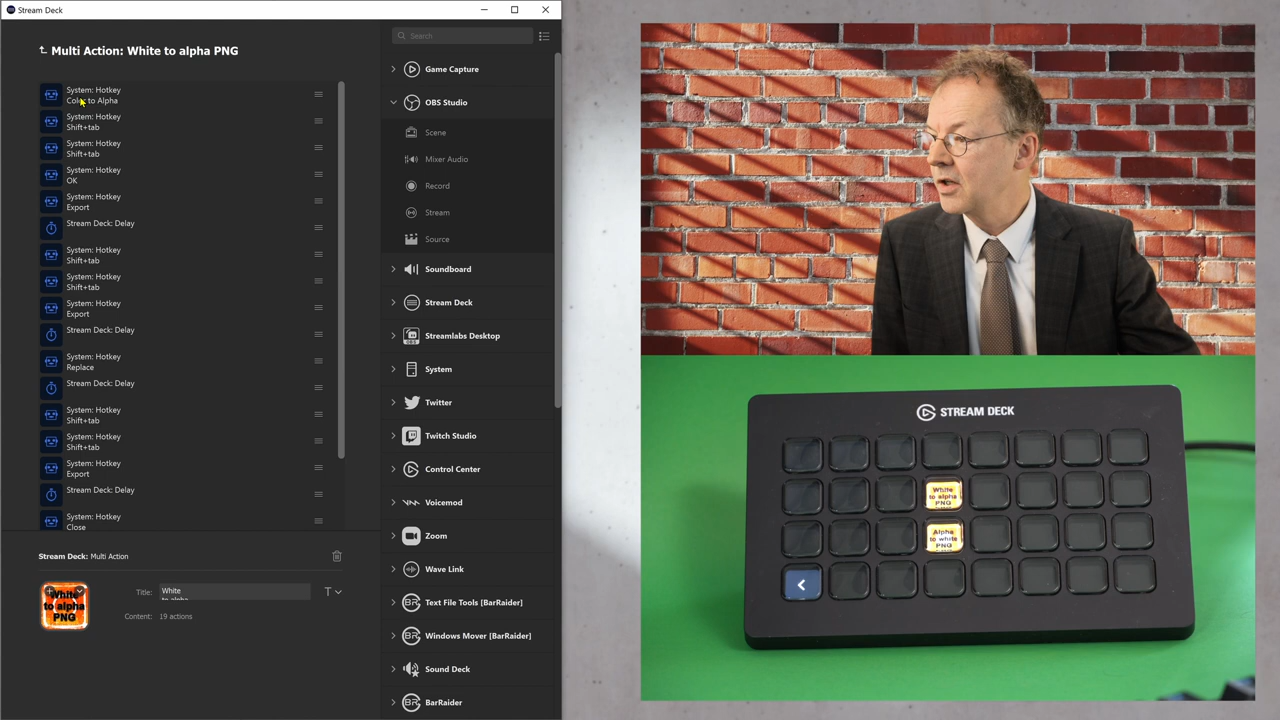 Stream Deck
Multi Action: White to alpha PNG
System: Hotkey
Color to Alpha
System: Hotkey
Shift+tab
System: Hotkey
Shift+tab
System: Hotkey
OK
System: Hotkey
Export
Stream Deck: Delay
System: Hotkey
Shift+tab
System: Hotkey
Shift+tab
System: Hotkey
Export
Stream Deck: Delay
System: Hotkey
Replace
Stream Deck: Delay
System: Hotkey
Shift+tab
System: Hotkey
Shift+tab
System: Hotkey
Export
Stream Deck: Delay
System: Hotkey
Close
Stream Deck: Multi Action
White
to alpha
PNG
Title:
White
to alpha
T
Content: 19 actions
Search
Game Capture
OBS Studio
Scene
Mixer Audio
Record
Stream
Source
Soundboard
Stream Deck
Streamlabs Desktop
System
Twitter
Twitch Studio
Control Center
Voicemod
Zoom
Wave Link
Text File Tools [BarRaider]
Windows Mover [BarRaider]
Sound Deck
BarRaider
STREAM DECK
White
to alpha
PNG
Alpha
to white
PNG